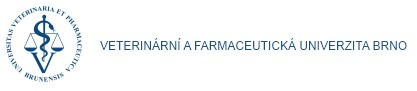 UNIVERSITAS VETERINARIA ET PHARMACEUTICA
BRUNENSIS
VETERINÁRNÍ A FARMACEUTICKÁ UNIVERZITA BRNO